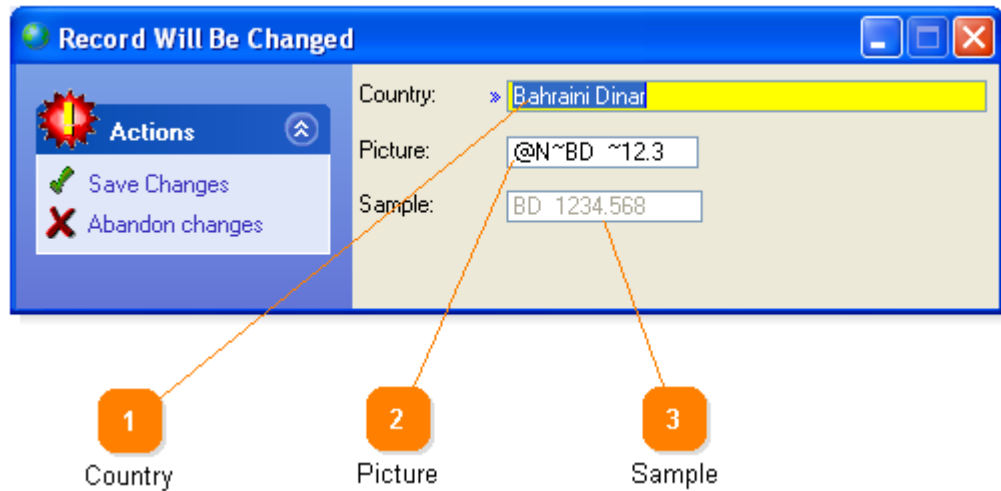 Record Will Be Changed
Country: » Bahraini Dinar
Actions
Picture: @N~BD ~12.3
Save Changes
Sample: BD 1234.568
Abandon changes
1 2 3
Country Picture Sample